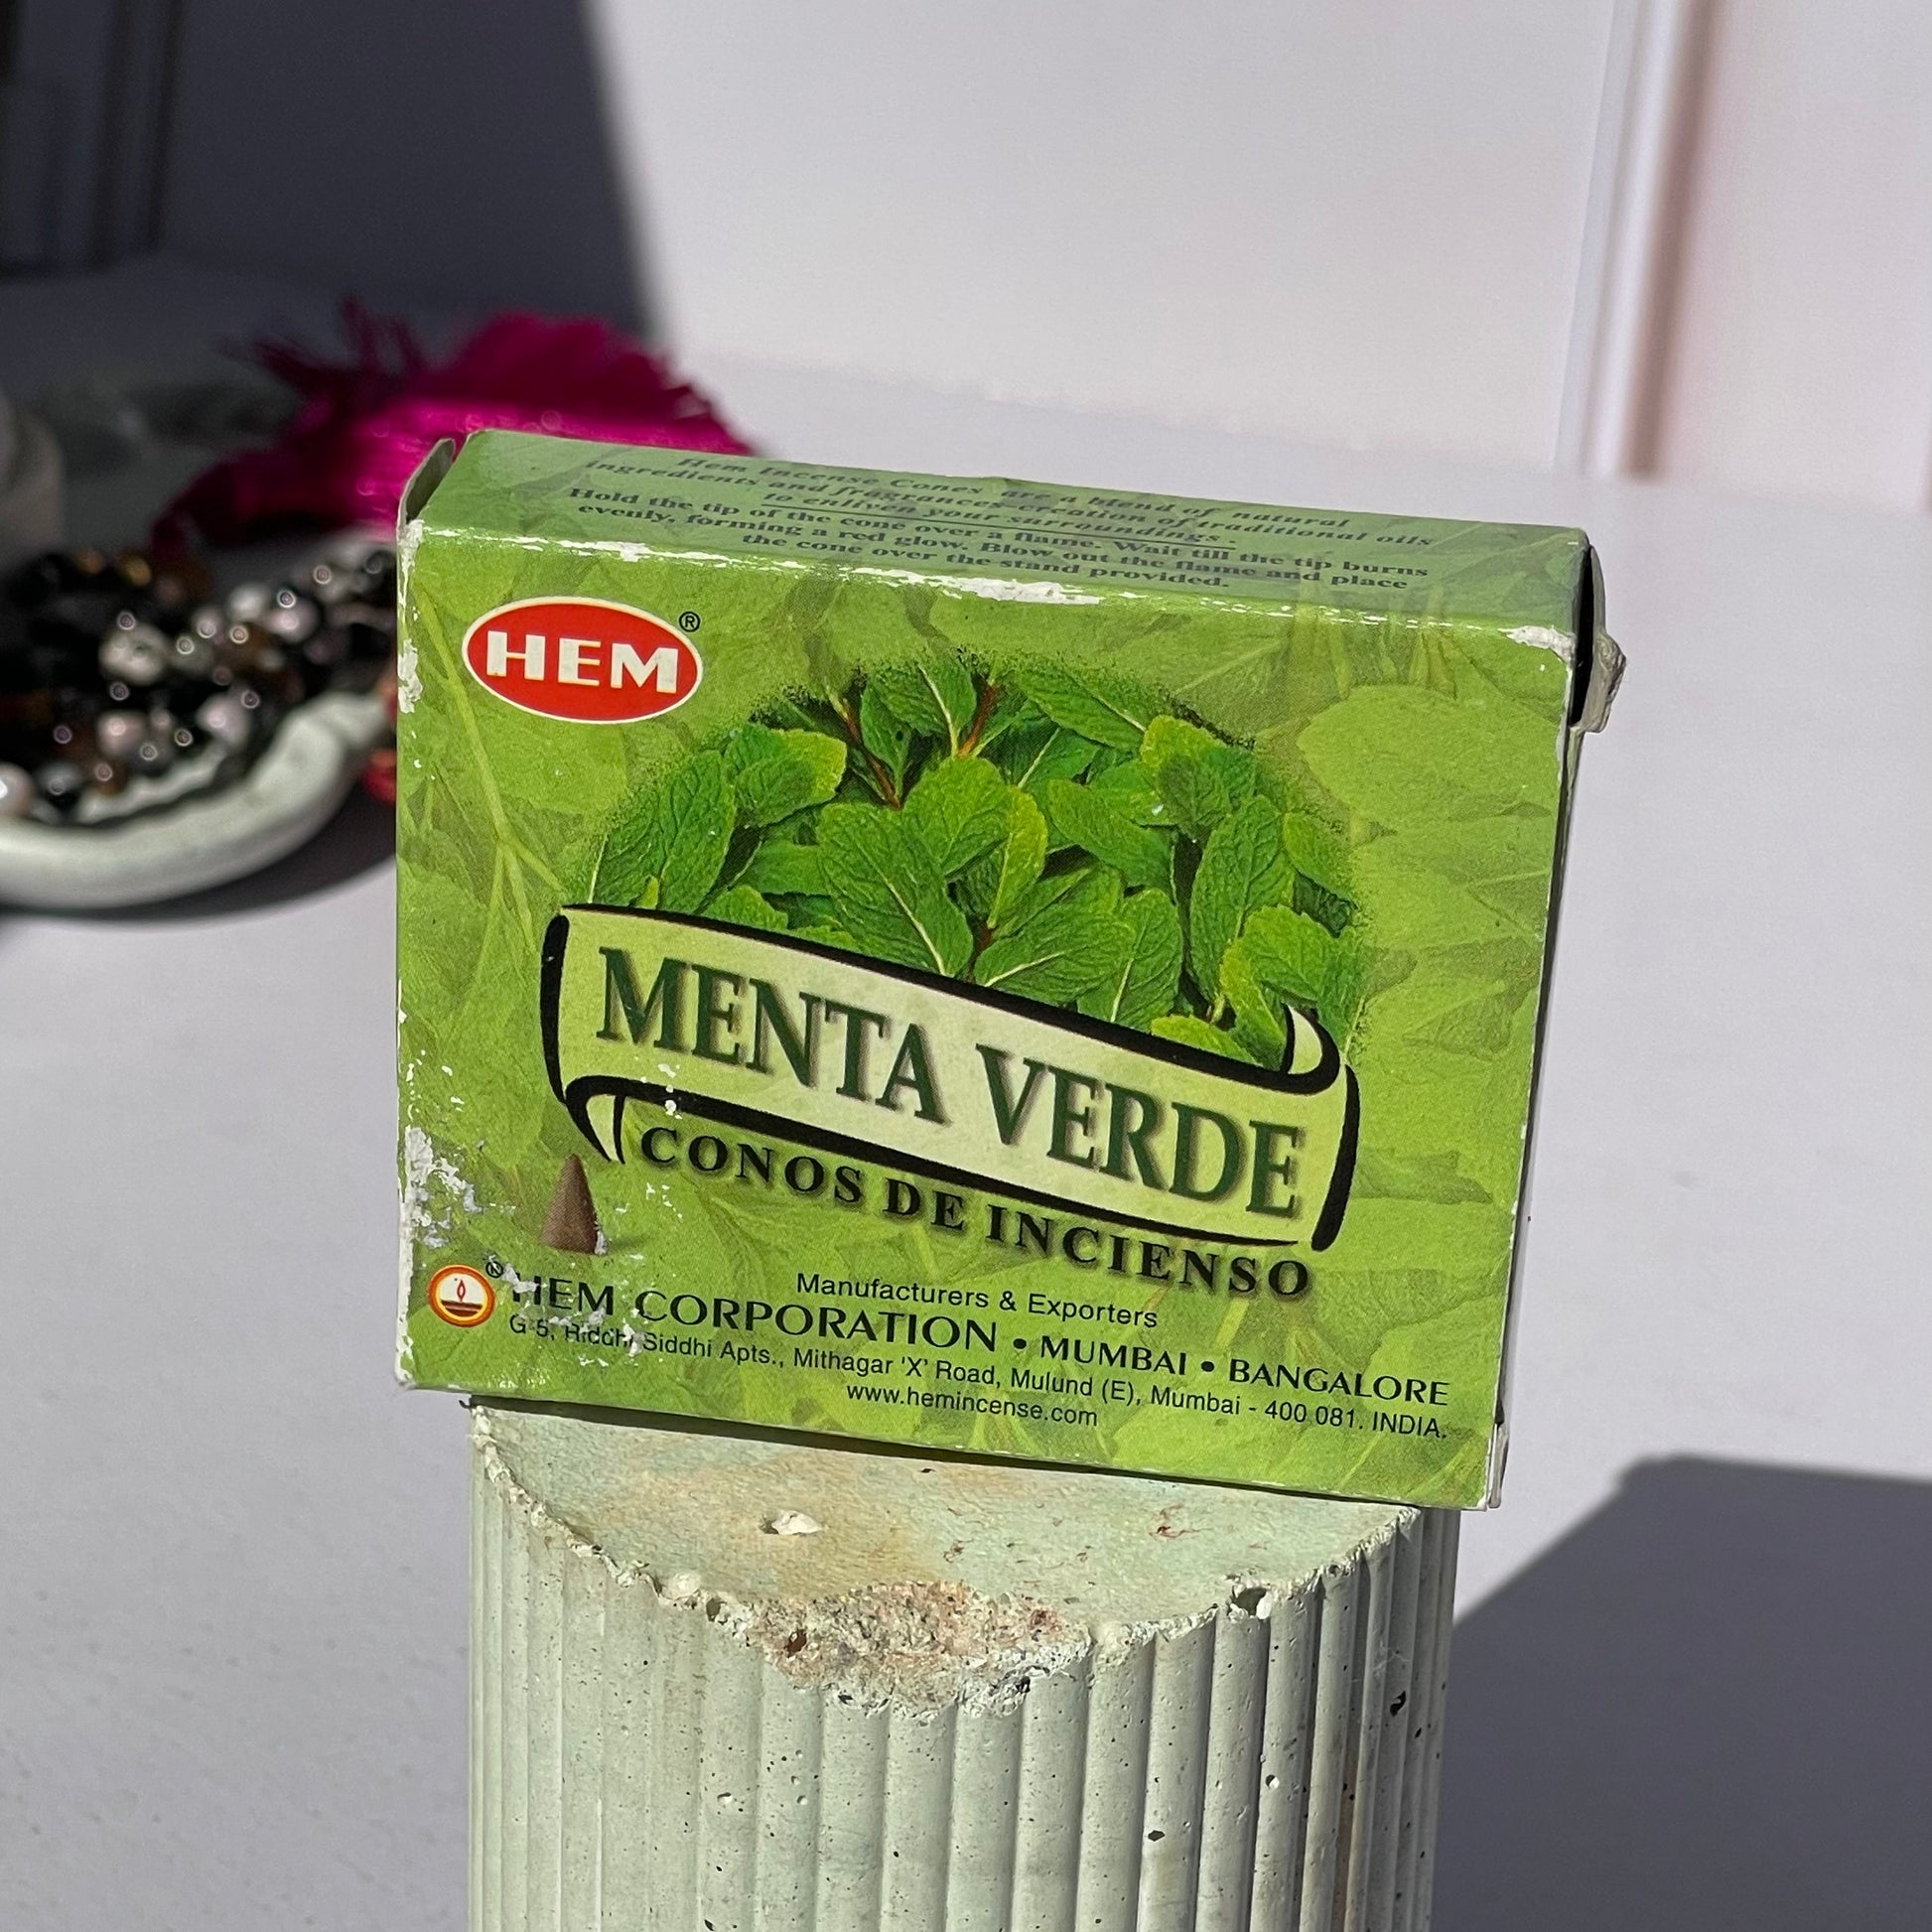 Hem Incense Cones are a blend of natural
ingredients and fragrances-creation of traditional oils
to enliven your surroundings.
Hold the tip of the cone over a flame. Wait till the tip burns
evenly, forming a red glow. Blow out the flame and place
the cone over the stand provided.
HEM®
MENTA VERDE
CONOS DE INCIENSO
Manufacturers & Exporters
HEM CORPORATION • MUMBAI • BANGALORE
G-5, Riddhi Siddhi Apts., Mithagar 'X' Road, Mulund (E), Mumbai - 400 081. INDIA.
www.hemincense.com